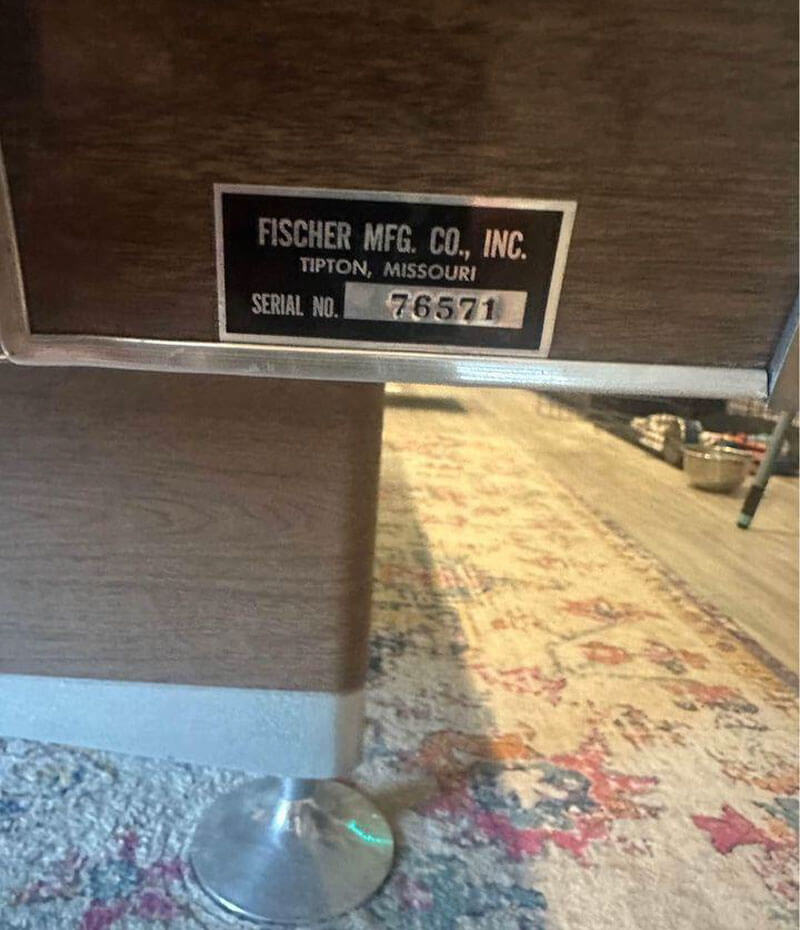 FISCHER MFG. CO., INC.
TIPTON, MISSOURI
SERIAL NO. 76571